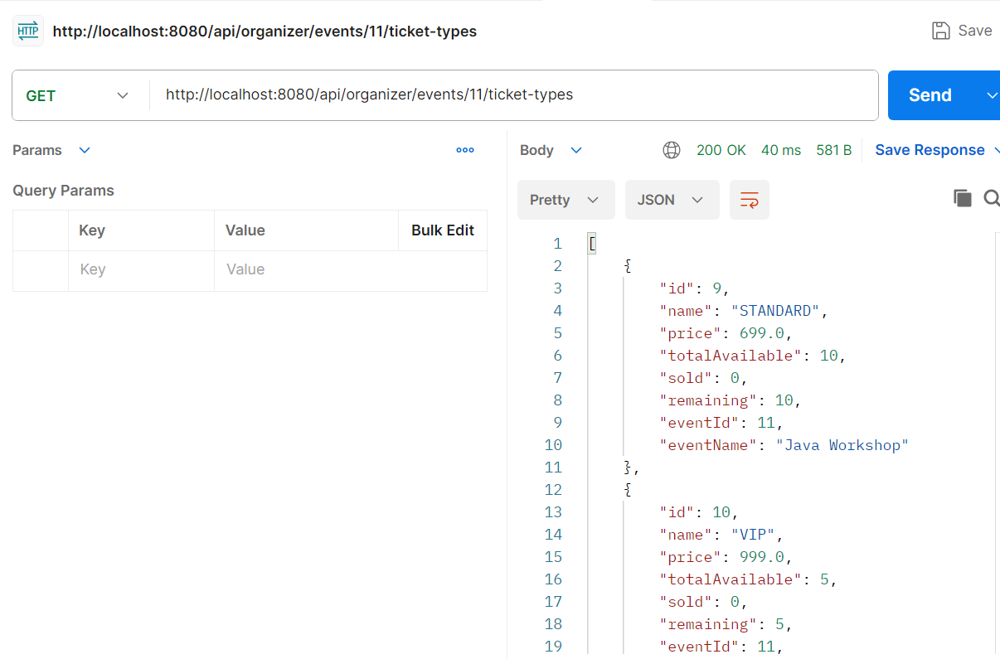 HTTP http://localhost:8080/api/organizer/events/11/ticket-types Save
GET http://localhost:8080/api/organizer/events/11/ticket-types Send
Params Body 200 OK 40 ms 581 B Save Response
Query Params
Pretty JSON
Key Value Bulk Edit
Key Value
1 [
2 {
3 "id": 9,
4 "name": "STANDARD",
5 "price": 699.0,
6 "totalAvailable": 10,
7 "sold": 0,
8 "remaining": 10,
9 "eventId": 11,
10 "eventName": "Java Workshop"
11 },
12 {
13 "id": 10,
14 "name": "VIP",
15 "price": 999.0,
16 "totalAvailable": 5,
17 "sold": 0,
18 "remaining": 5,
19 "eventId": 11,